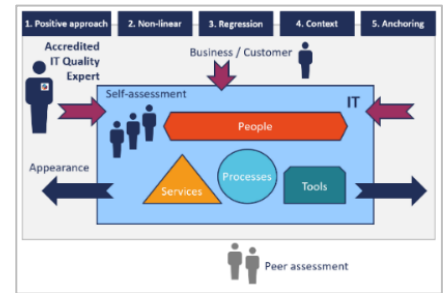 1. Positive approach
2. Non-linear
3. Regression
4. Context
5. Anchoring
Accredited
IT Quality
Expert
Business / Customer
Self-assessment
IT
People
Appearance
Services
Processes
Tools
Peer assessment